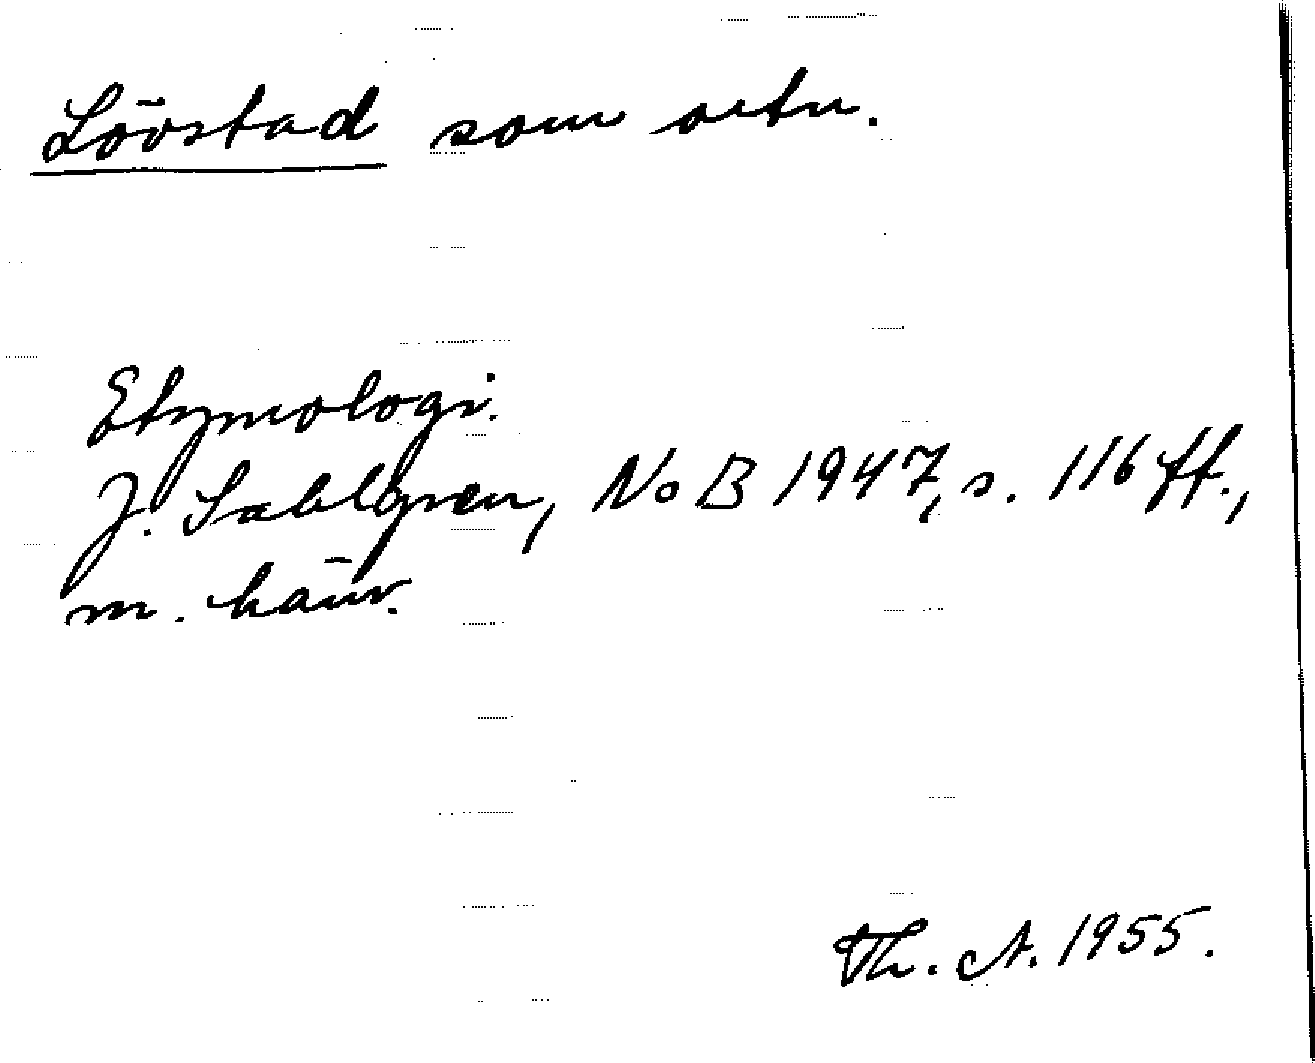 Lövstad som ortn.
Etymologi.
J. Sahlgren, NoB 1947, s. 116 ff.,
m. hänv.
Th. A. 1955.